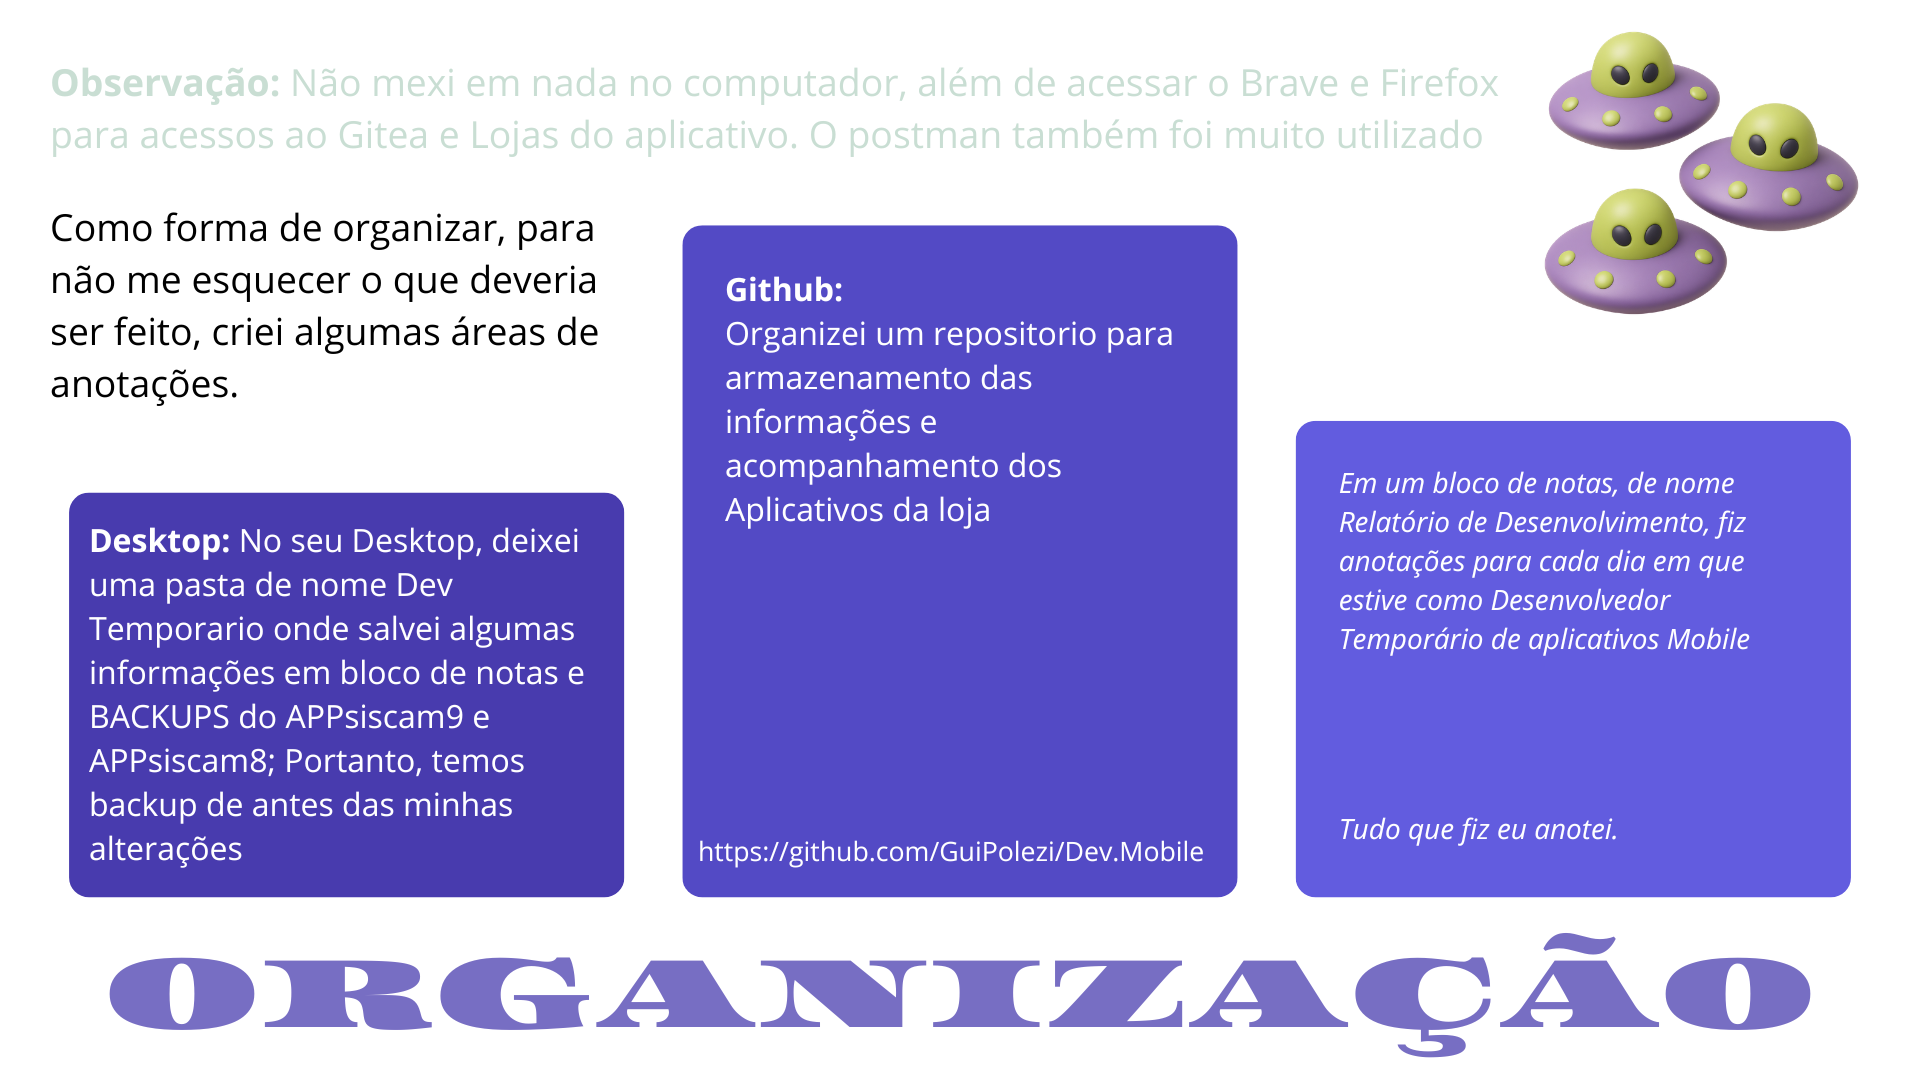 Observação: Não mexi em nada no computador, além de acessar o Brave e Firefox
para acessos ao Gitea e Lojas do aplicativo. O postman também foi muito utilizado
Como forma de organizar, para
não me esquecer o que deveria
ser feito, criei algumas áreas de
anotações.
Desktop: No seu Desktop, deixei
uma pasta de nome Dev
Temporario onde salvei algumas
informações em bloco de notas e
BACKUPS do APPsiscam9 e
APPsiscam8; Portanto, temos
backup de antes das minhas
alterações
Github:
Organizei um repositorio para
armazenamento das
informações e
acompanhamento dos
Aplicativos da loja
https://github.com/GuiPolezi/Dev.Mobile
Em um bloco de notas, de nome
Relatório de Desenvolvimento, fiz
anotações para cada dia em que
estive como Desenvolvedor
Temporário de aplicativos Mobile
Tudo que fiz eu anotei.
ORGANIZAÇÃO